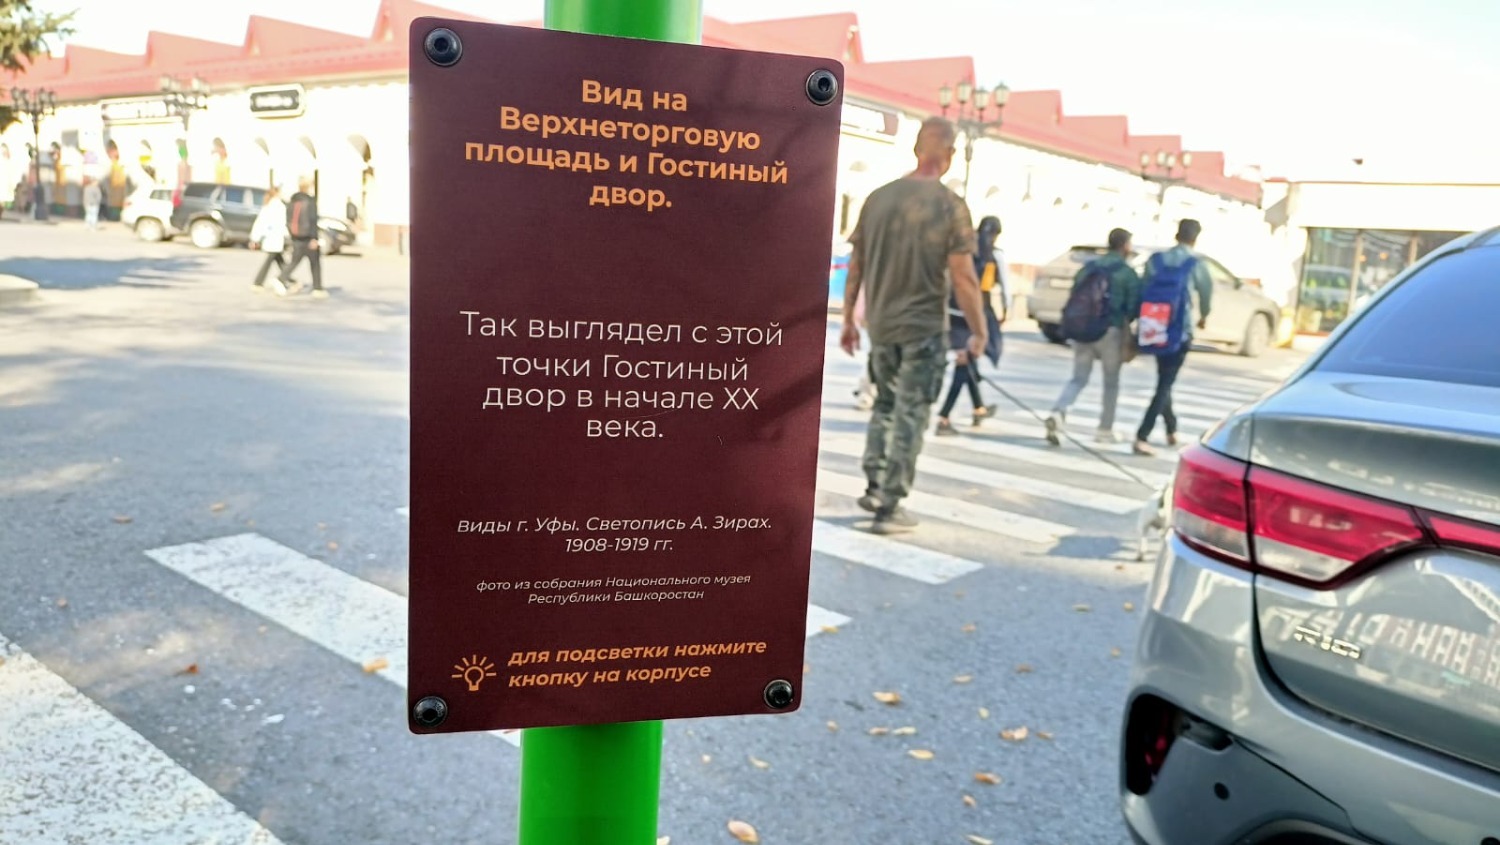 Вид на
Верхнеторговую
площадь и Гостиный
двор.
Так выглядел с этой
точки Гостиный
двор в начале XX
века.
виды г. Уфы. Светопись А. Зирах.
1908-1919 гг.
фото из собрания Национального музея
Республики Башкоростан
для подсветки нажмите
кнопку на корпусе
RIO